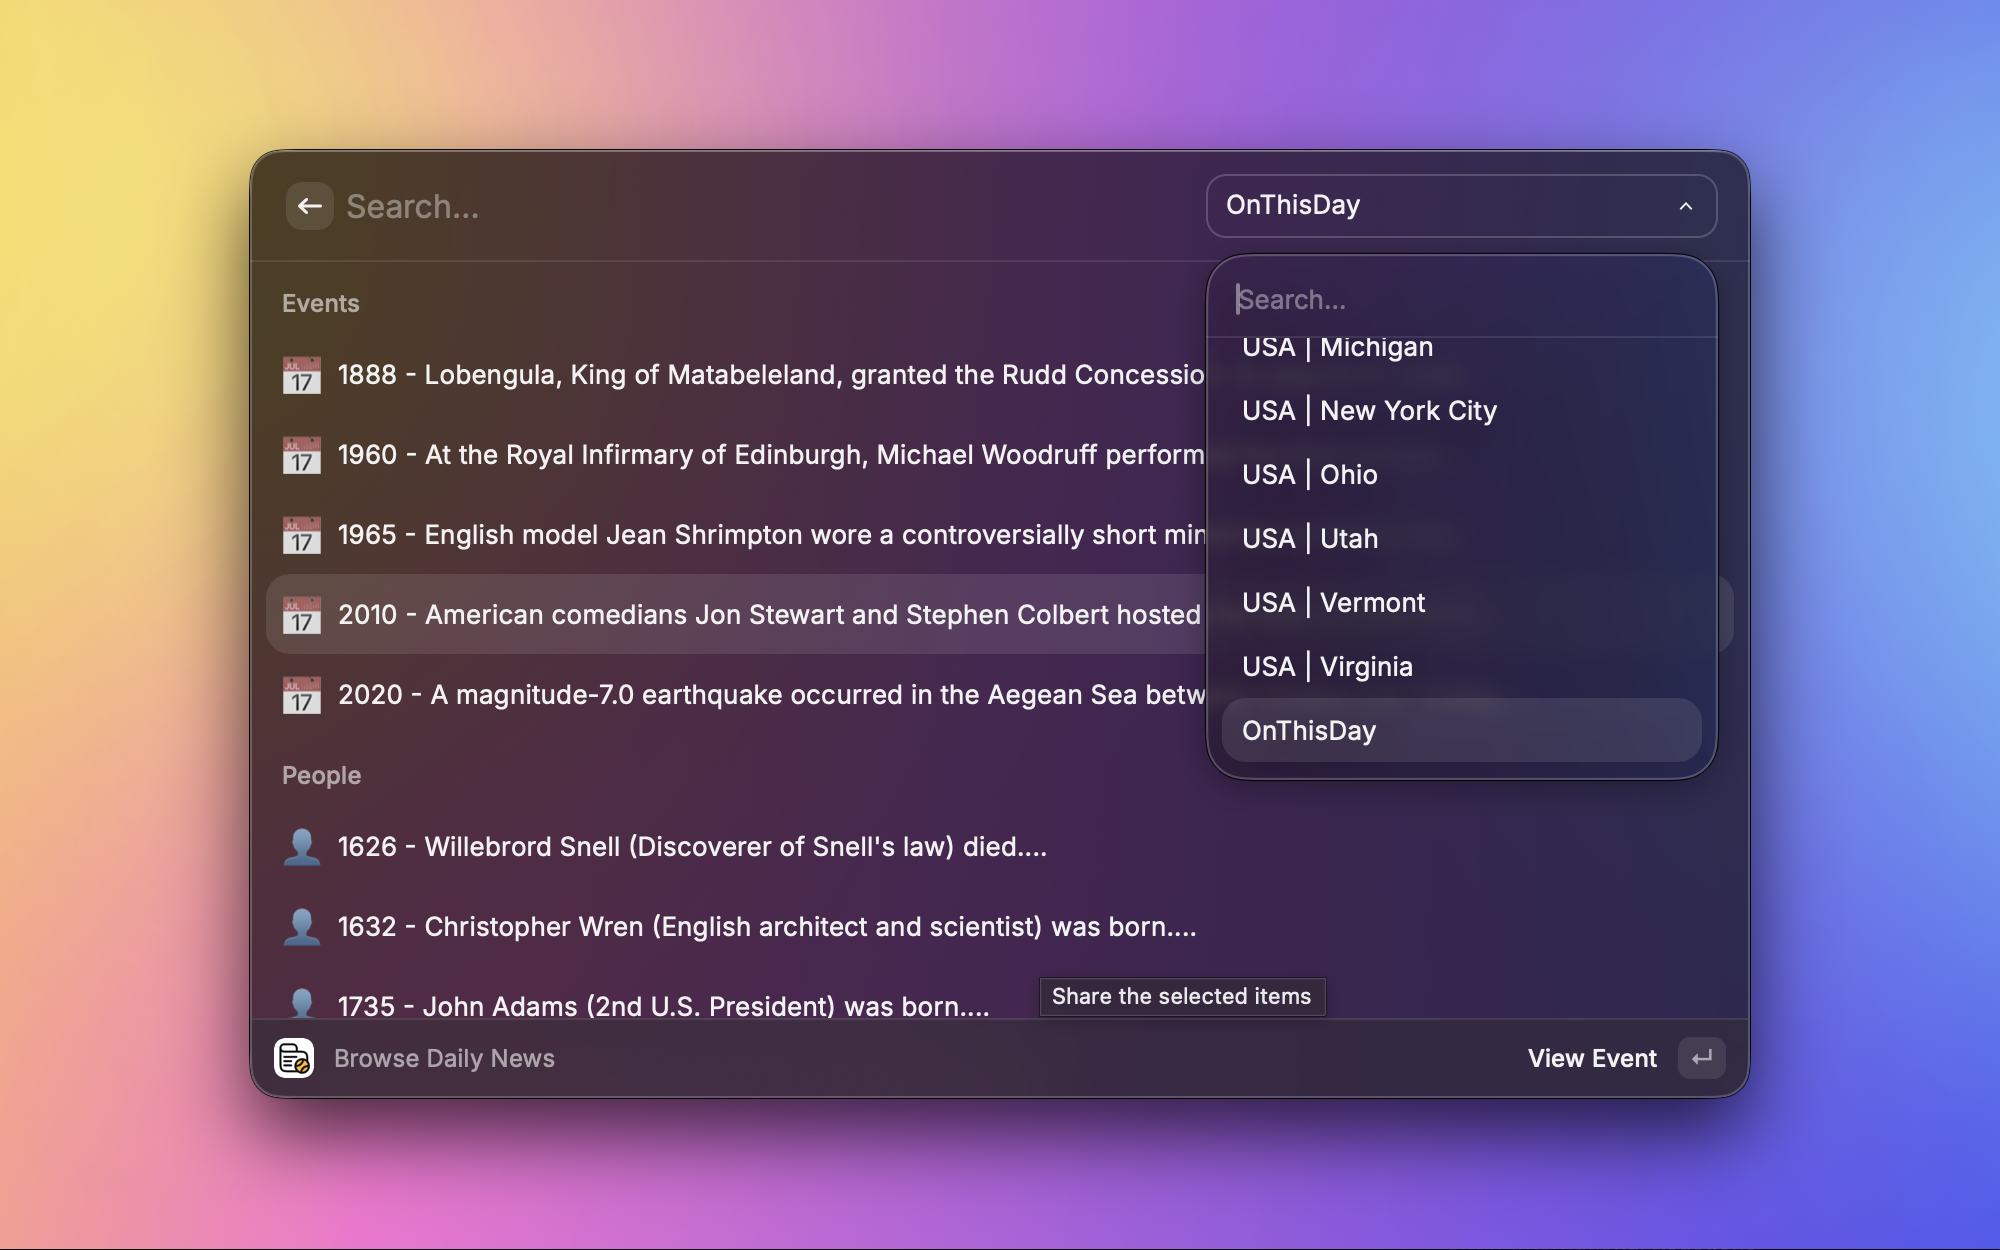 Search...
OnThisDay
Search...
Events
USA | Michigan
JUL 17 1888 - Lobengula, King of Matabeleland, granted the Rudd Concessio
USA | New York City
JUL 17 1960 - At the Royal Infirmary of Edinburgh, Michael Woodruff perform
USA | Ohio
JUL 17 1965 - English model Jean Shrimpton wore a controversially short min
USA | Utah
JUL 17 2010 - American comedians Jon Stewart and Stephen Colbert hosted
USA | Vermont
JUL 17 2020 - A magnitude-7.0 earthquake occurred in the Aegean Sea betw
USA | Virginia
OnThisDay
People
1626 - Willebrord Snell (Discoverer of Snell's law) died....
1632 - Christopher Wren (English architect and scientist) was born....
1735 - John Adams (2nd U.S. President) was born....
Share the selected items
Browse Daily News
View Event